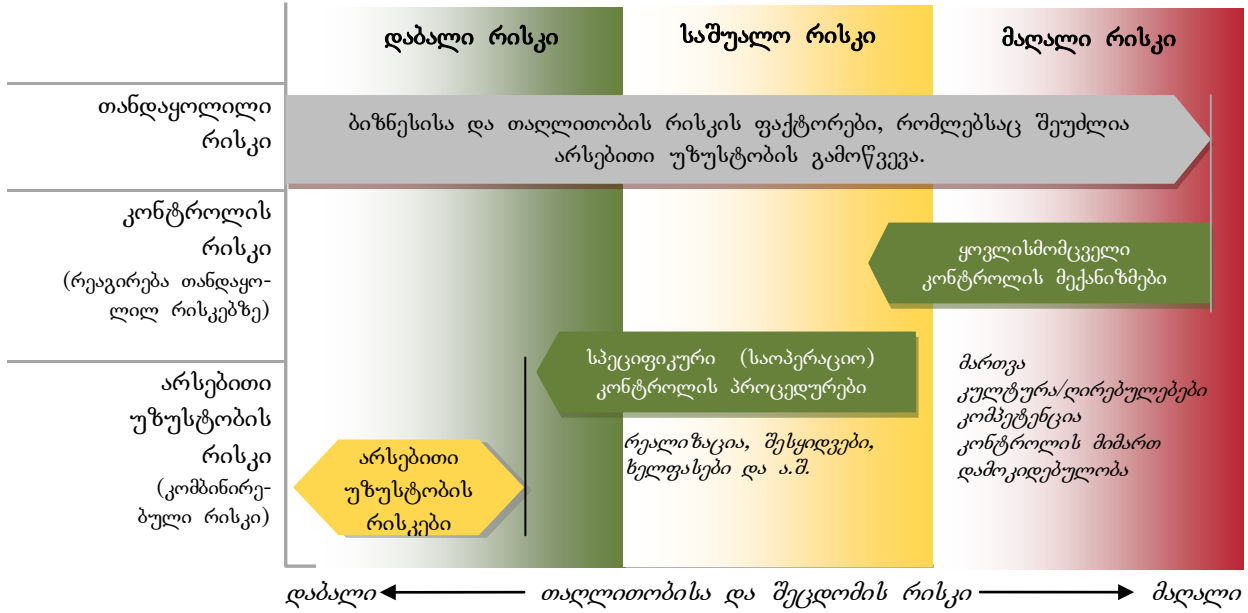 დაბალი რისკი
საშუალო რისკი
მაღალი რისკი
თანდაყოლილი
რისკი
ბიზნესისა და თაღლითობის რისკის ფაქტორები, რომლებსაც შეუძლია
არსებითი უზუსტობის გამოწვევა.
კონტროლის
რისკი
(რეაგირება თანდაყო-
ლილ რისკებზე)
ყოვლისმომცველი
კონტროლის მექანიზმები
სპეციფიკური (საოპერაციო)
კონტროლის პროცედურები
არსებითი
უზუსტობის
რისკი
(კომბინირე-
ბული რისკი)
არსებითი
უზუსტობის
რისკები
რეალიზაცია, შესყიდვები,
ხელფასები და ა.შ.
მართვა
კულტურა/ღირებულებები
კომპეტენცია
კონტროლის მიმართ
დამოკიდებულობა
დაბალი თაღლითობისა და შეცდომის რისკი მაღალი